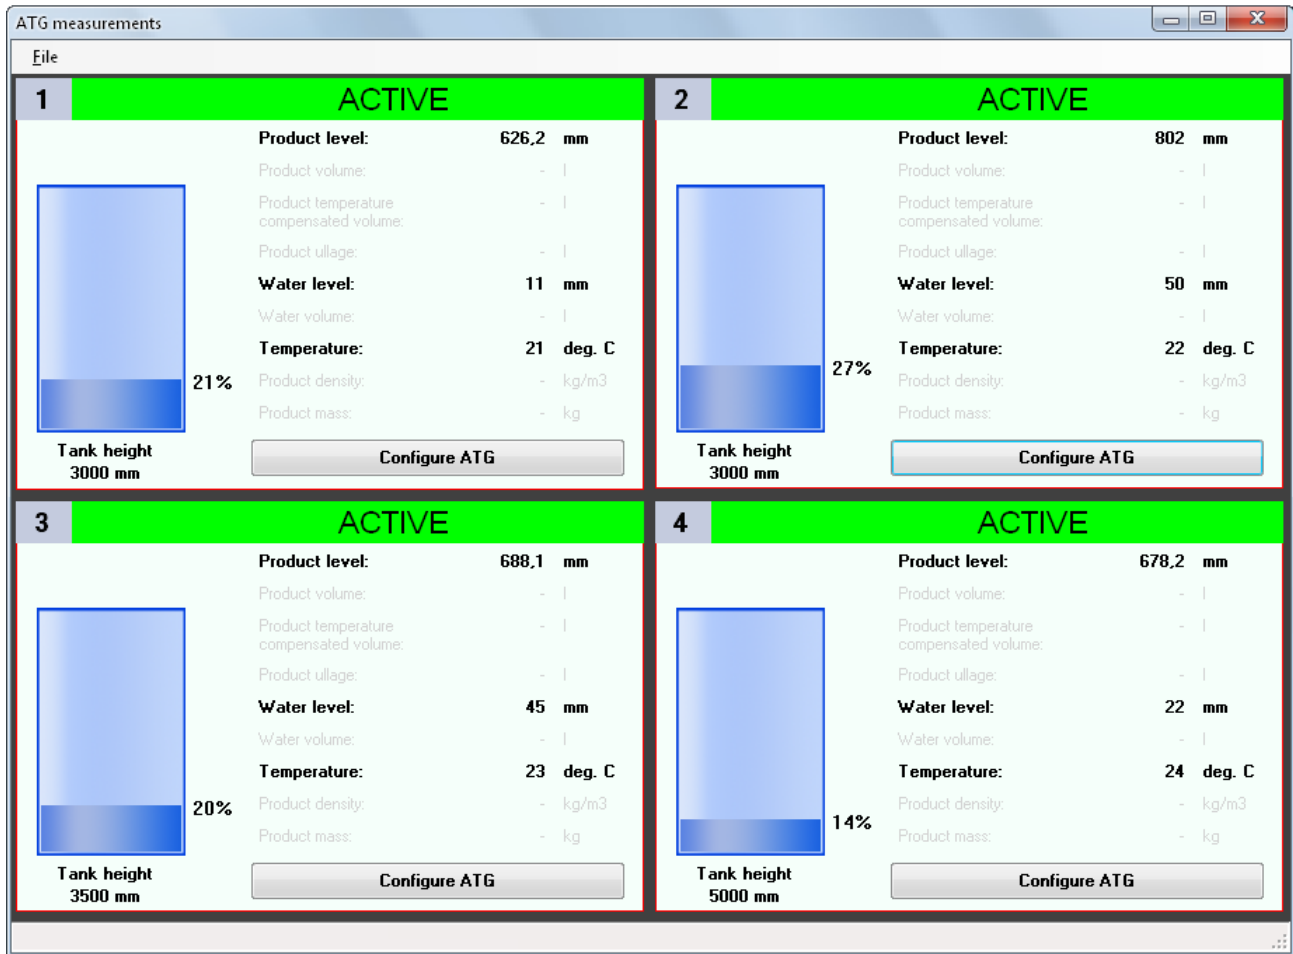 ATG measurements
File
1 ACTIVE
Product level: 626,2 mm
Product volume: - l
Product temperature - l
compensated volume:
Product ullage: - l
Water level: 11 mm
Water volume: - l
Temperature: 21 deg. C
21% Product density: - kg/m3
Product mass: - kg
Tank height
3000 mm
Configure ATG
2 ACTIVE
Product level: 802 mm
Product volume: - l
Product temperature - l
compensated volume:
Product ullage: - l
Water level: 50 mm
Water volume: - l
Temperature: 22 deg. C
27% Product density: - kg/m3
Product mass: - kg
Tank height
3000 mm
Configure ATG
3 ACTIVE
Product level: 688,1 mm
Product volume: - l
Product temperature - l
compensated volume:
Product ullage: - l
Water level: 45 mm
Water volume: - l
Temperature: 23 deg. C
20% Product density: - kg/m3
Product mass: - kg
Tank height
3500 mm
Configure ATG
4 ACTIVE
Product level: 678,2 mm
Product volume: - l
Product temperature - l
compensated volume:
Product ullage: - l
Water level: 22 mm
Water volume: - l
Temperature: 24 deg. C
Product density: - kg/m3
14% Product mass: - kg
Tank height
5000 mm
Configure ATG